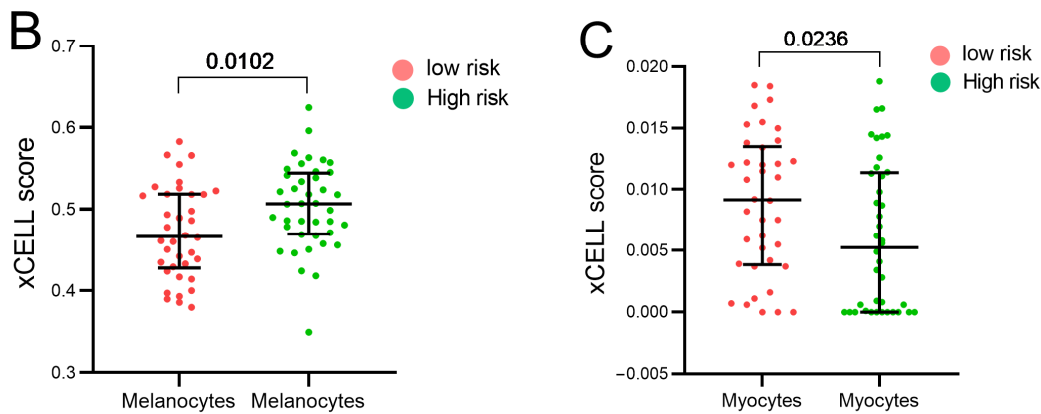 B
0.7
0.6
0.5
0.4
0.3
xCELL score
0.0102
low risk
High risk
Melanocytes Melanocytes
C
0.020
0.015
0.010
0.005
0.000
−0.005
xCELL score
0.0236
low risk
High risk
Myocytes Myocytes